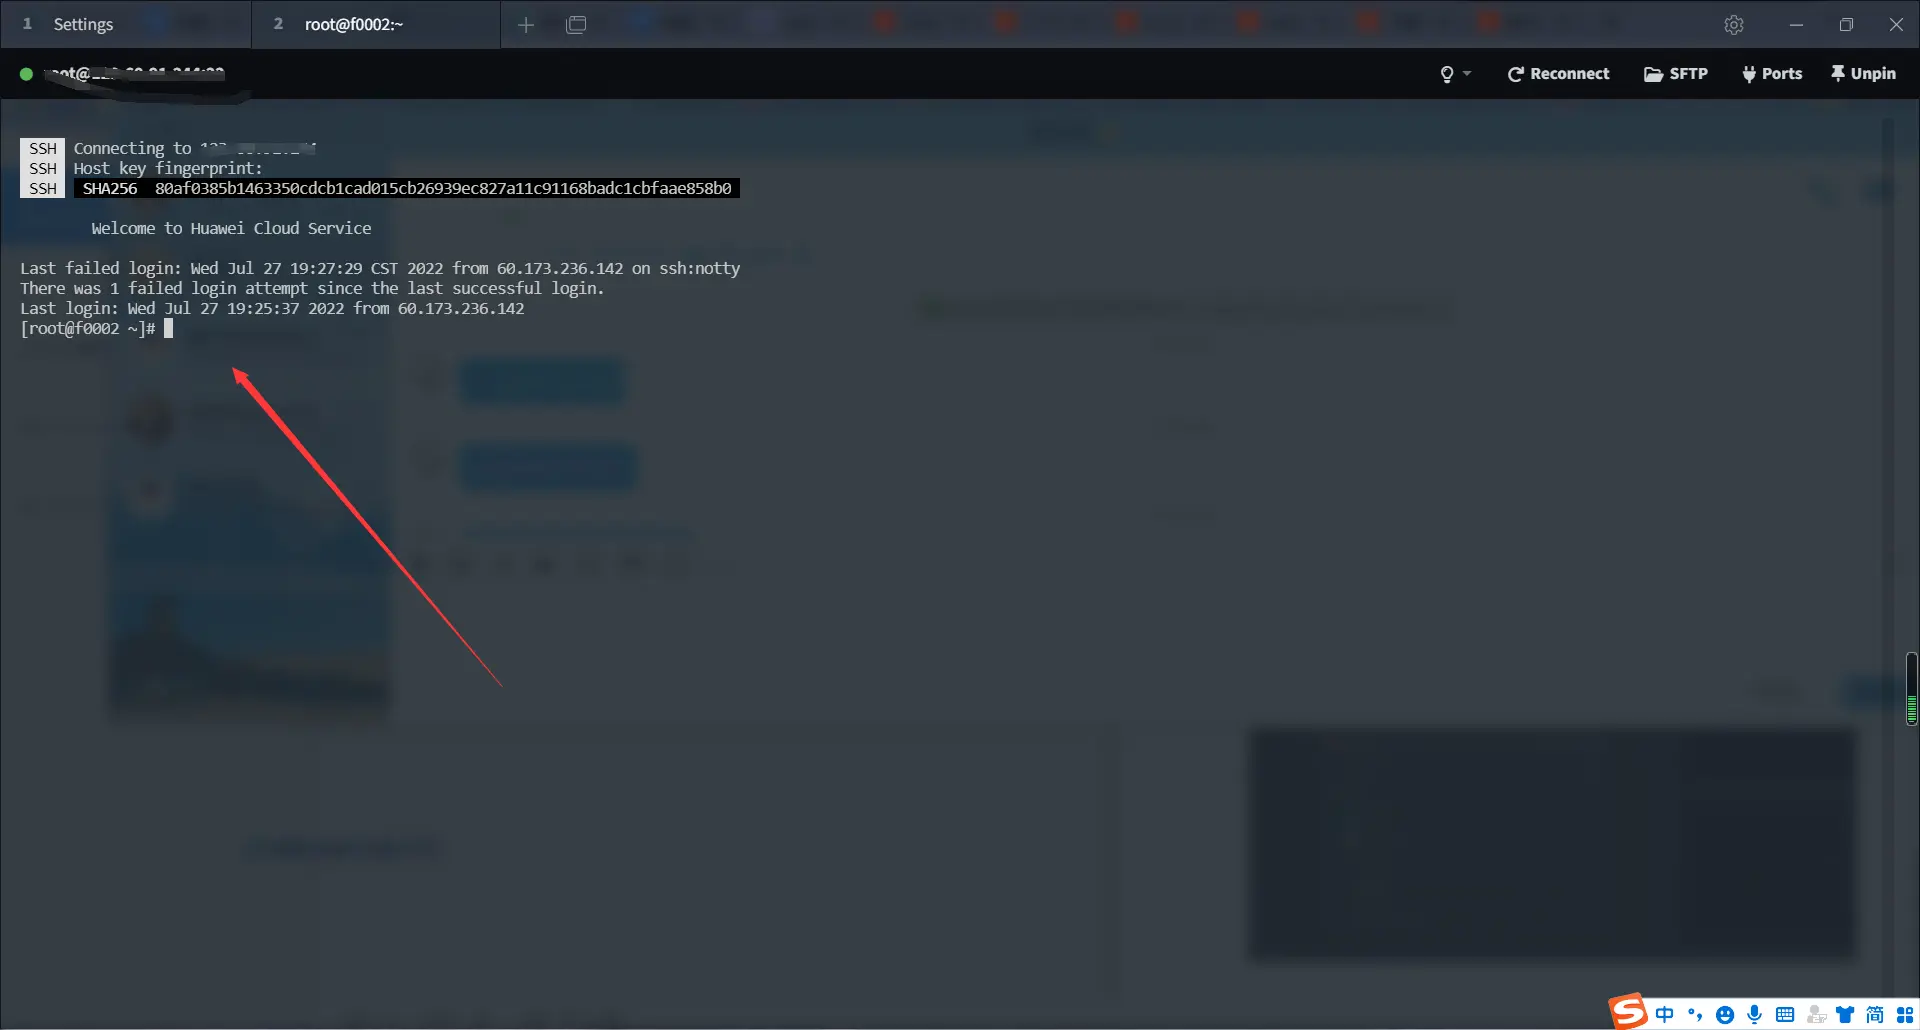 1 Settings
2 root@f0002:~
Reconnect
SFTP
Ports
Unpin
SSH Connecting to
SSH Host key fingerprint:
SSH SHA256 80af0385b1463350cdcb1cad015cb26939ec827a11c91168badc1cbfaae858b0
Welcome to Huawei Cloud Service
Last failed login: Wed Jul 27 19:27:29 CST 2022 from 60.173.236.142 on ssh:notty
There was 1 failed login attempt since the last successful login.
Last login: Wed Jul 27 19:25:37 2022 from 60.173.236.142
[root@f0002 ~]#
S 中 简